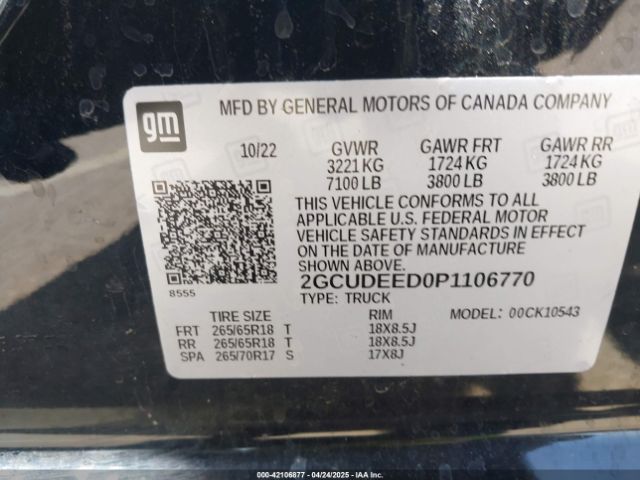 gm
MFD BY GENERAL MOTORS OF CANADA COMPANY
10/22 GVWR GAWR FRT GAWR RR
3221 KG 1724 KG 1724 KG
7100 LB 3800 LB 3800 LB
THIS VEHICLE CONFORMS TO ALL
APPLICABLE U.S. FEDERAL MOTOR
VEHICLE SAFETY STANDARDS IN EFFECT
ON THE DATE OF MANUFACTURE
SHOWN ABOVE.
8555
2GCUDEED0P1106770
TYPE: TRUCK
MODEL: 00CK10543
TIRE SIZE RIM
FRT 265/65R18 T 18X8.5J
RR 265/65R18 T 18X8.5J
SPA 265/70R17 S 17X8J
000-42106877 - 04/24/2025 - IAA Inc.